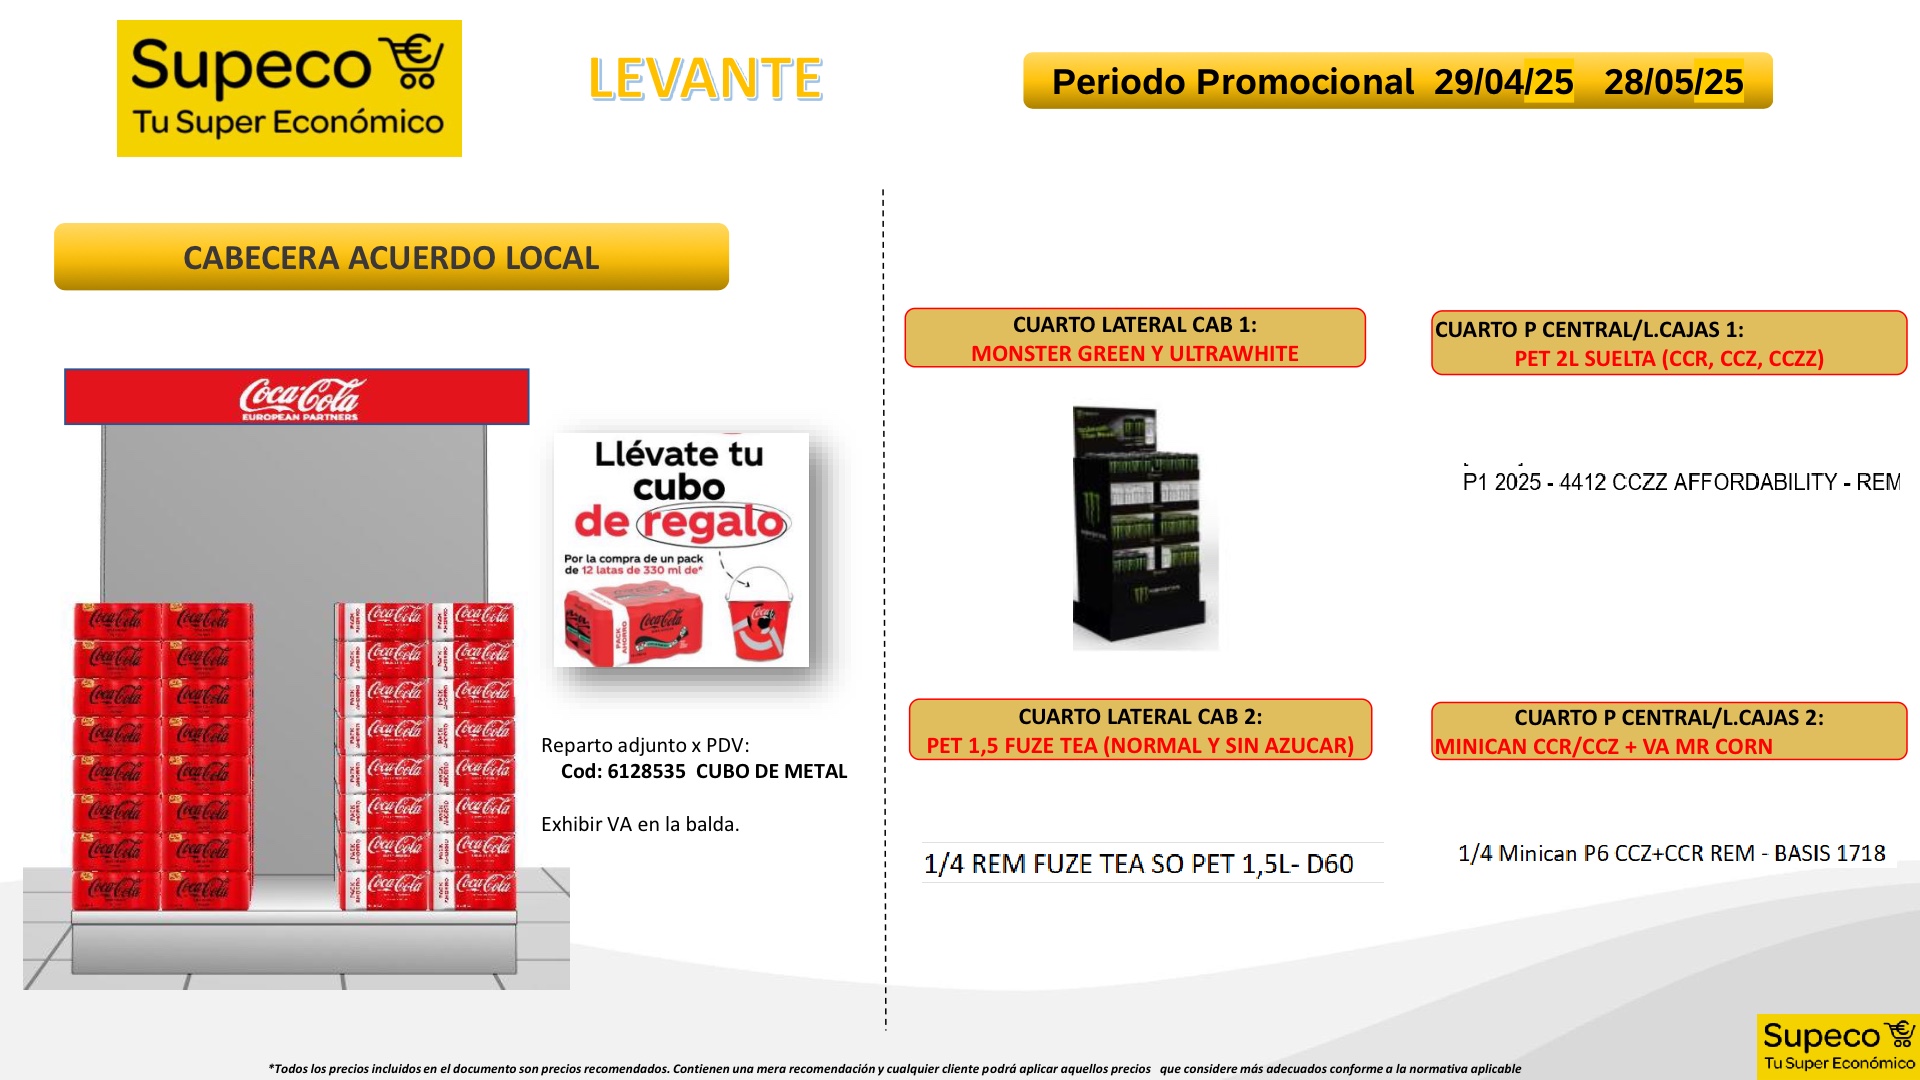 Supeco
Tu Super Económico
LEVANTE
Periodo Promocional 29/04/25 28/05/25
CABECERA ACUERDO LOCAL
Coca-Cola
EUROPEAN PARTNERS
Llévate tu
cubo
de regalo
Por la compra de un pack
de 12 latas de 330 ml de*
PACK AHORRO
Coca-Cola
Reparto adjunto x PDV:
Cod: 6128535 CUBO DE METAL
Exhibir VA en la balda.
CUARTO LATERAL CAB 1:
MONSTER GREEN Y ULTRAWHITE
CUARTO P CENTRAL/L.CAJAS 1:
PET 2L SUELTA (CCR, CCZ, CCZZ)
P1 2025 - 4412 CCZZ AFFORDABILITY - REM
CUARTO LATERAL CAB 2:
PET 1,5 FUZE TEA (NORMAL Y SIN AZUCAR)
1/4 REM FUZE TEA SO PET 1,5L- D60
CUARTO P CENTRAL/L.CAJAS 2:
MINICAN CCR/CCZ + VA MR CORN
1/4 Minican P6 CCZ+CCR REM - BASIS 1718
Supeco
Tu Super Económico
*Todos los precios incluidos en el documento son precios recomendados. Contienen una mera recomendación y cualquier cliente podrá aplicar aquellos precios que considere más adecuados conforme a la normativa aplicable